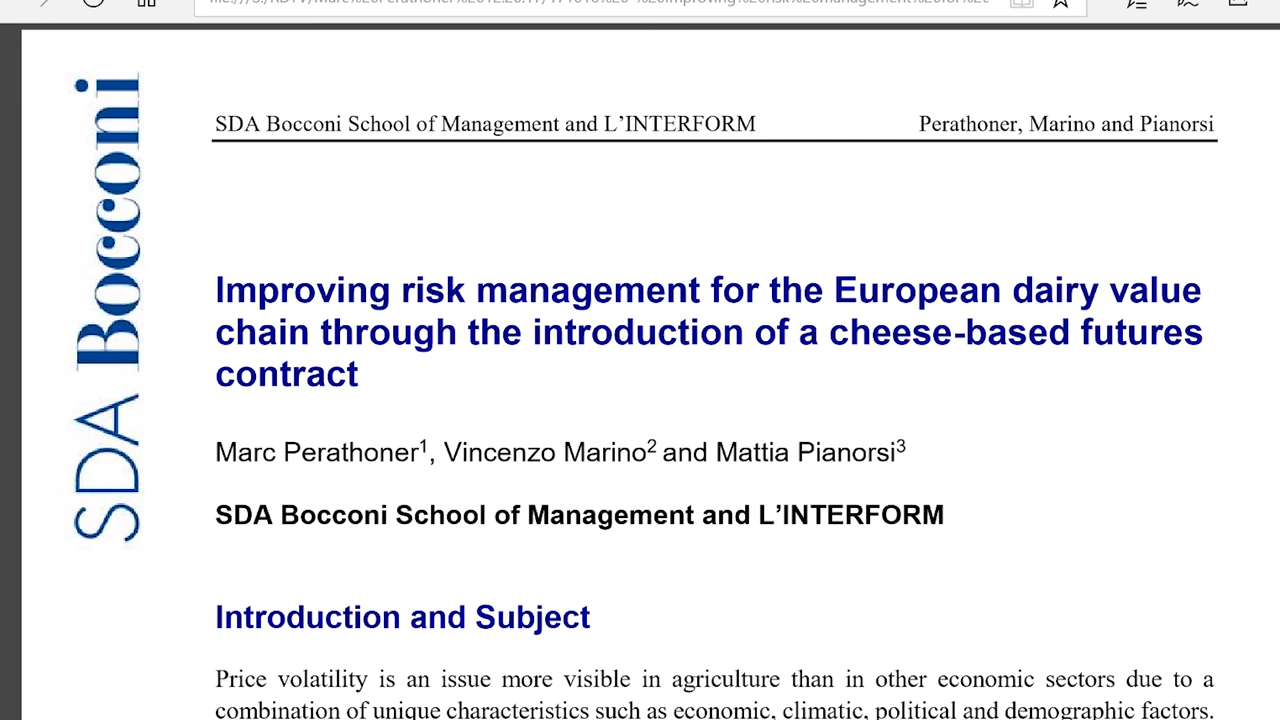 SDA Bocconi
SDA Bocconi School of Management and L’INTERFORM
Perathoner, Marino and Pianorsi
Improving risk management for the European dairy value
chain through the introduction of a cheese-based futures
contract
Marc Perathoner1, Vincenzo Marino2 and Mattia Pianorsi3
SDA Bocconi School of Management and L’INTERFORM
Introduction and Subject
Price volatility is an issue more visible in agriculture than in other economic sectors due to a
combination of unique characteristics such as economic, climatic, political and demographic factors.